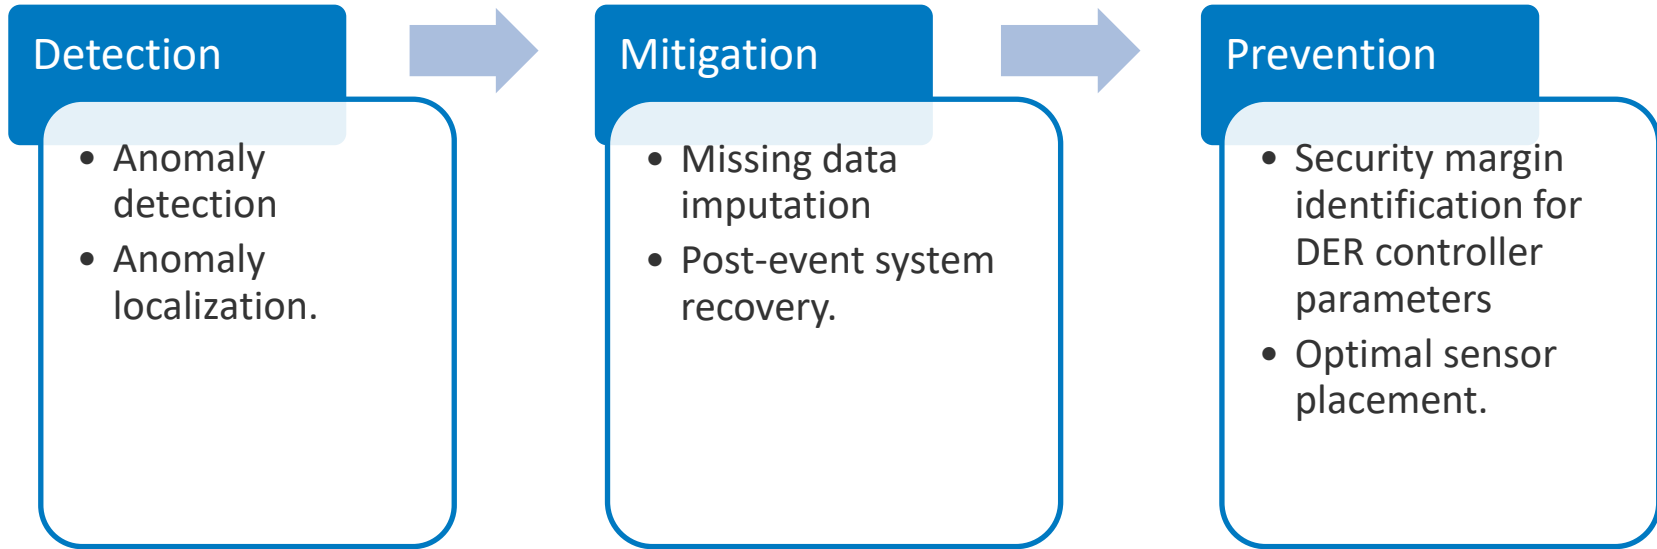 Detection
• Anomaly
detection
• Anomaly
localization.
Mitigation
• Missing data
imputation
• Post-event system
recovery.
Prevention
• Security margin
identification for
DER controller
parameters
• Optimal sensor
placement.